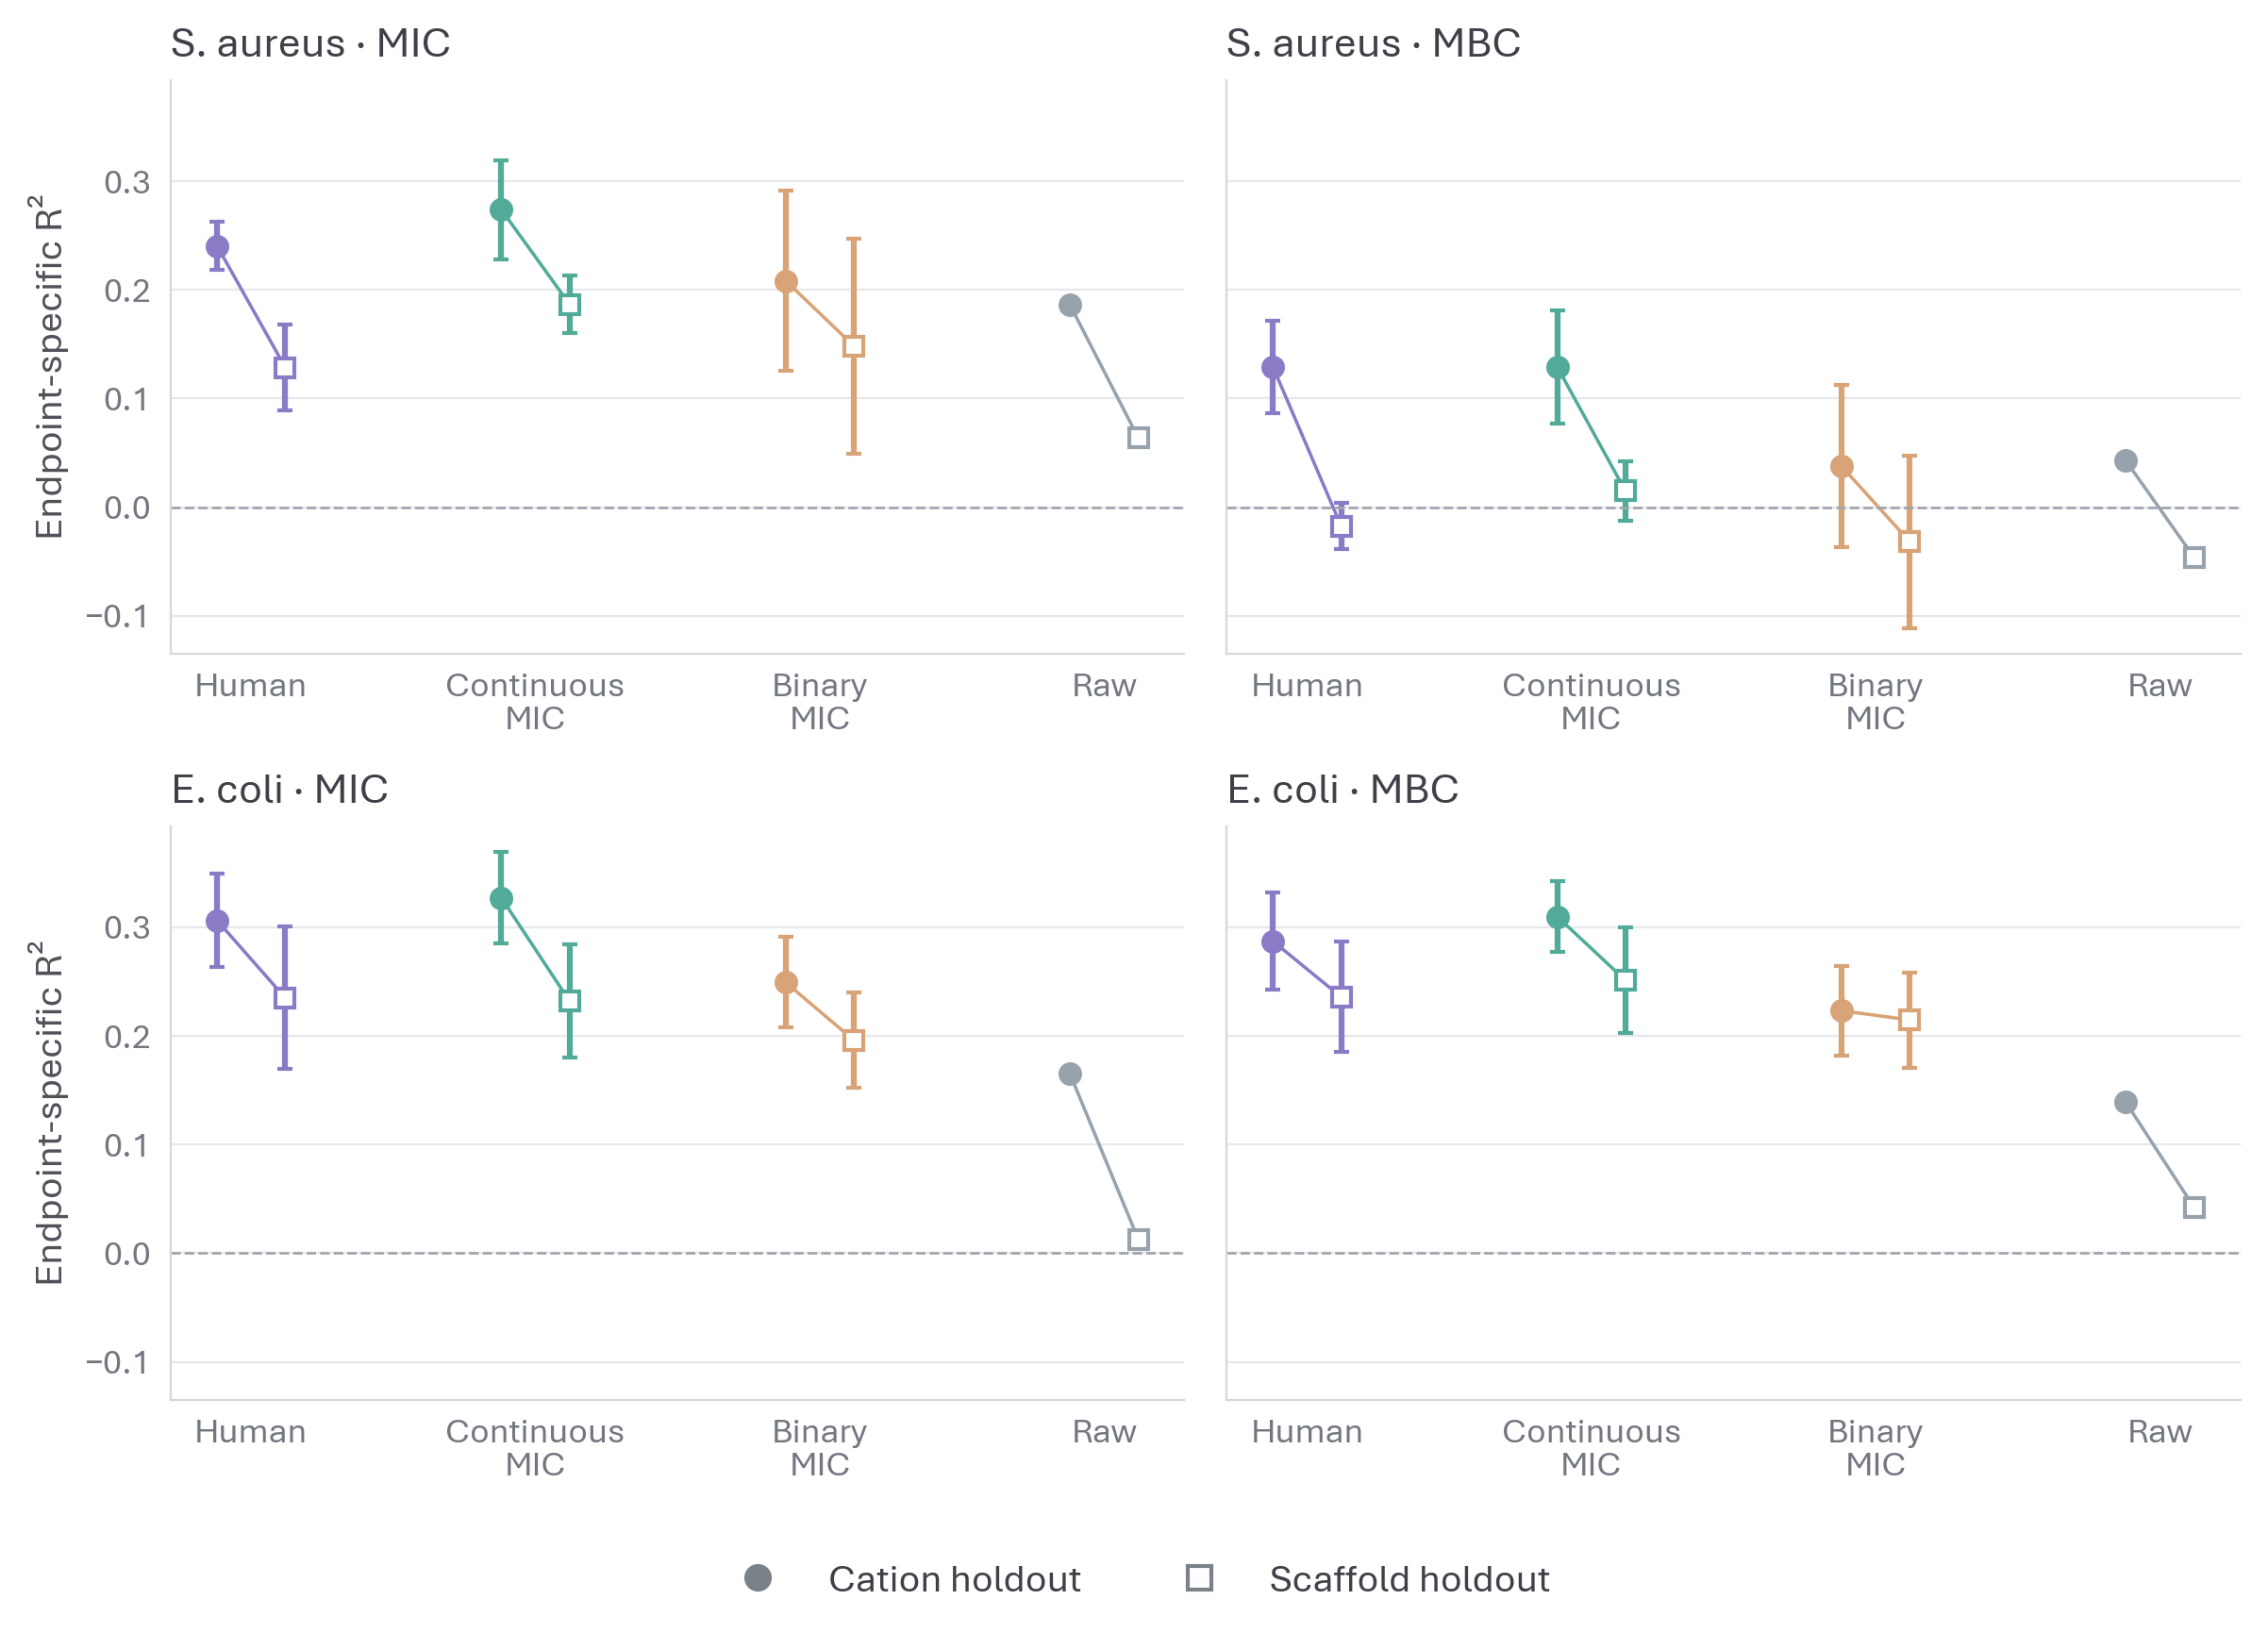 S. aureus · MIC
S. aureus · MBC
Endpoint-specific R²
0.3
0.2
0.1
0.0
−0.1
Human
Continuous
MIC
Binary
MIC
Raw
Human
Continuous
MIC
Binary
MIC
Raw
E. coli · MIC
E. coli · MBC
Endpoint-specific R²
0.3
0.2
0.1
0.0
−0.1
Human
Continuous
MIC
Binary
MIC
Raw
Human
Continuous
MIC
Binary
MIC
Raw
Cation holdout
Scaffold holdout